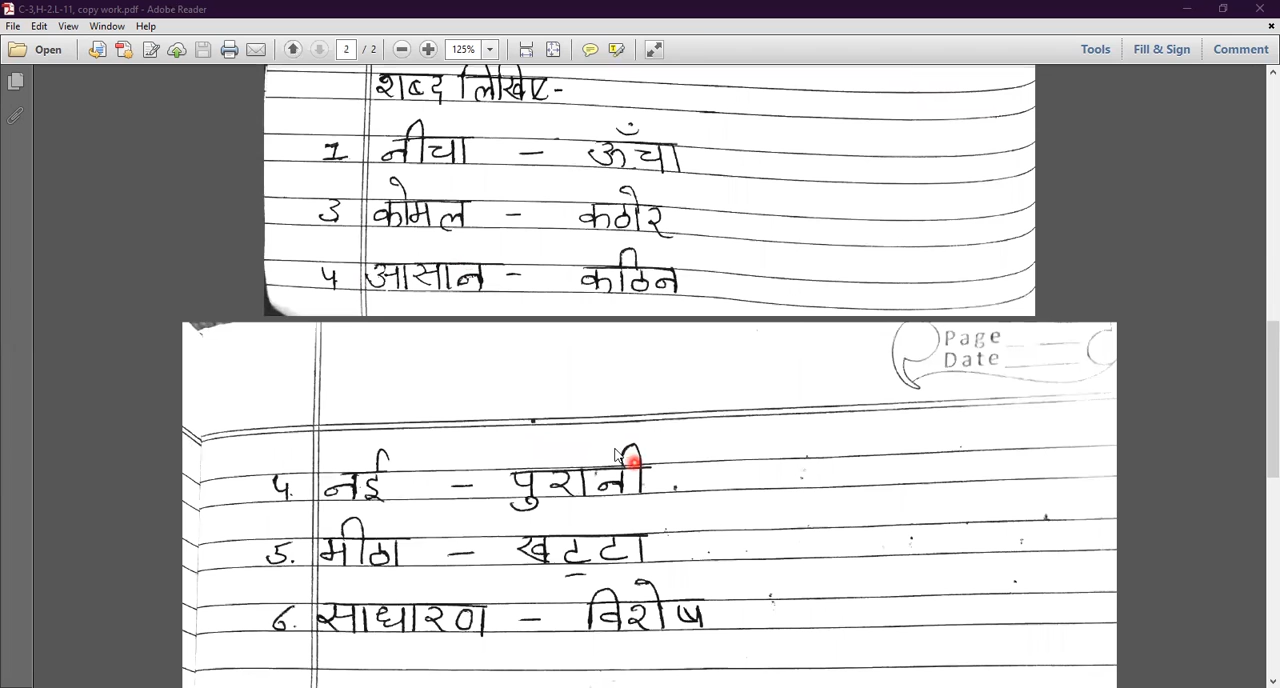 C-3,H-2.L-11, copy work.pdf - Adobe Reader
File Edit View Window Help
Open 2 / 2 125% Tools Fill & Sign Comment
शब्द लिखिए-
1 नीचा - ऊँचा
3 कोमल - कठोर
4 आसान - कठिन
Page
Date
4. नई - पुरानी .
5. मीठा - खट्टा
6. साधारण - विशेष